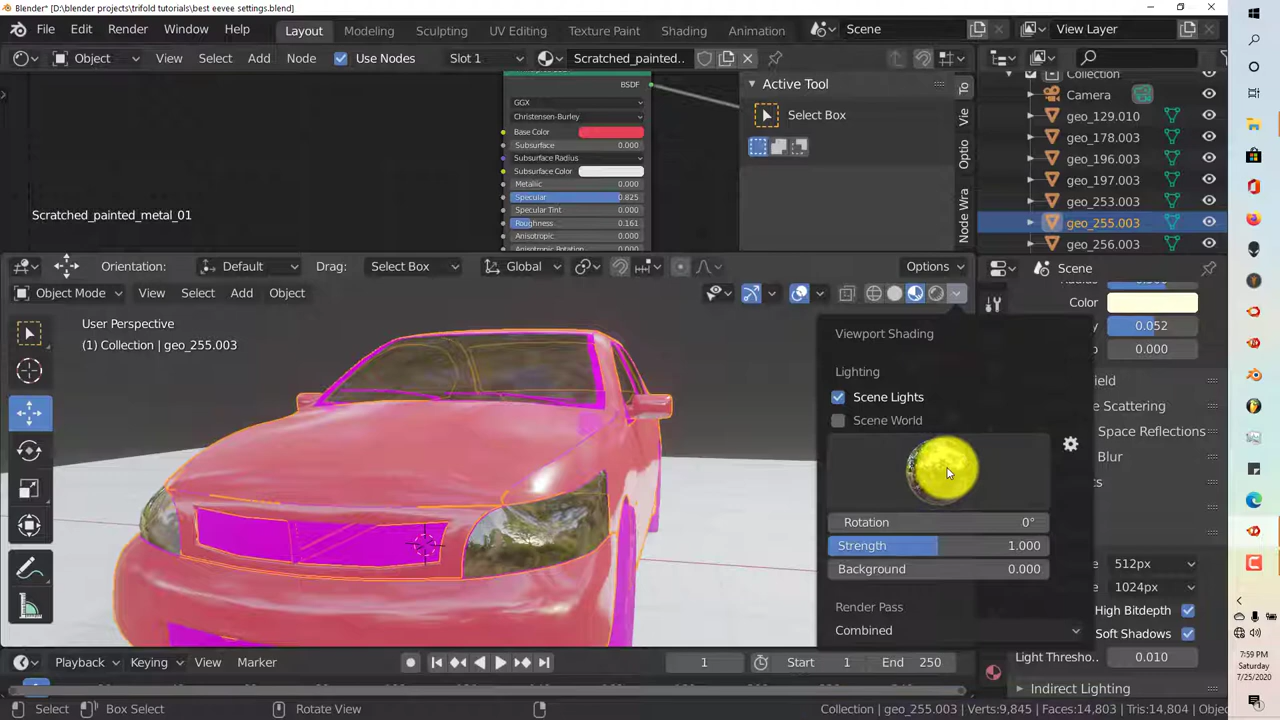 Blender* [D:\blender projects\trifold tutorials\best eevee settings.blend]
File Edit Render Window Help Layout Modeling Sculpting UV Editing Texture Paint Shading Animation Scene View Layer
Object View Select Add Node Use Nodes Slot 1 Scratched_painted..
BSDF
GGX
Christensen-Burley
Base Color
Subsurface 0.000
Subsurface Radius
Subsurface Color
Metallic 0.000
Specular 0.825
Specular Tint 0.000
Roughness 0.161
Anisotropic 0.000
Anisotropic Rotation
Scratched_painted_metal_01
Active Tool
Select Box
To
Vie
Optio
Node Wra
Collection
Camera
geo_129.010
geo_178.003
geo_196.003
geo_197.003
geo_253.003
geo_255.003
geo_256.003
Orientation: Default Drag: Select Box Global Options
Object Mode View Select Add Object
User Perspective
(1) Collection | geo_255.003
Viewport Shading
Lighting
Scene Lights
Scene World
Rotation 0°
Strength 1.000
Background 0.000
Render Pass
Combined
Scene
Color
0.052
0.000
ield
Scattering
Space Reflections
Blur
512px
1024px
High Bitdepth
Soft Shadows
Light Thresho.. 0.010
Indirect Lighting
Playback Keying View Marker 1 Start 1 End 250
Select Box Select Rotate View
Collection | geo_255.003 | Verts:9,845 | Faces:14,803 | Tris:14,804 | Obje
7:59 PM
Saturday
7/25/2020